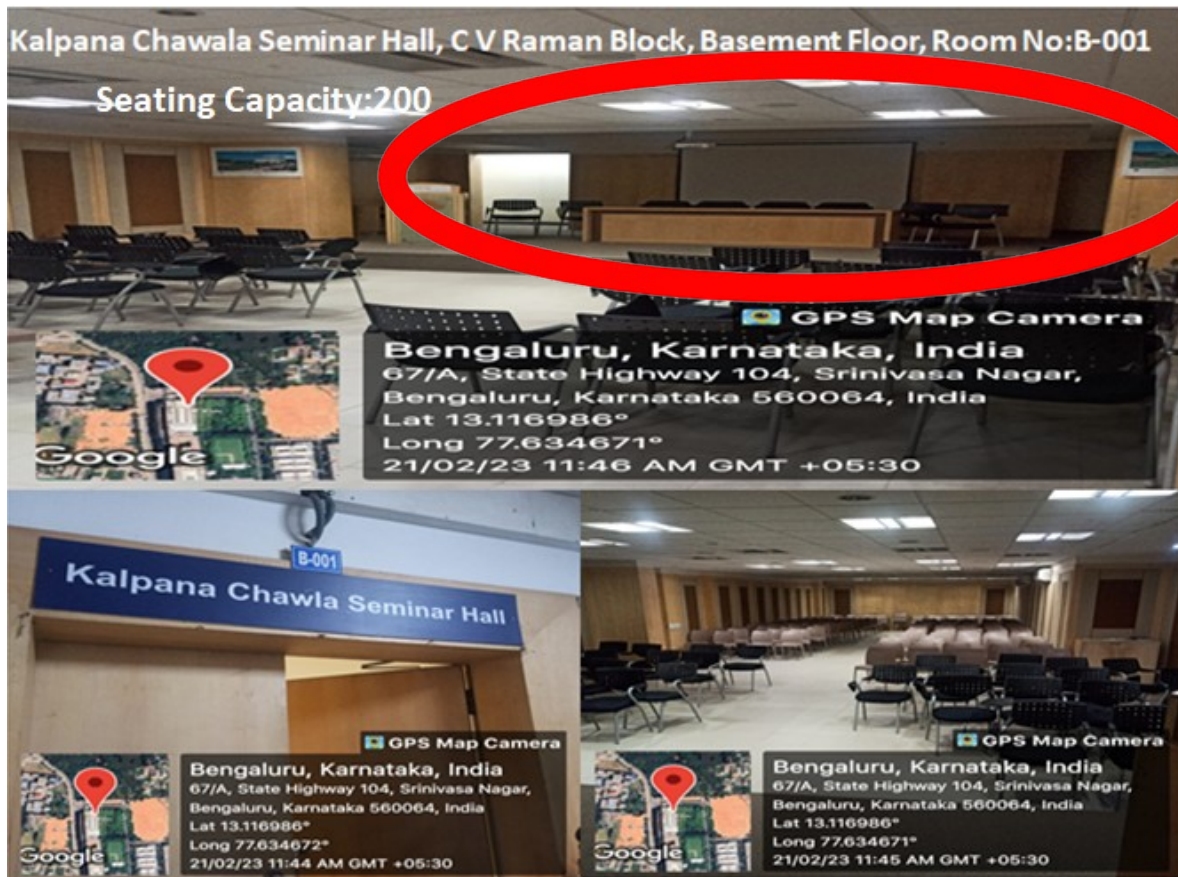 Kalpana Chawala Seminar Hall, C V Raman Block, Basement Floor, Room No:B-001
Seating Capacity:200
GPS Map Camera
Bengaluru, Karnataka, India
67/A, State Highway 104, Srinivasa Nagar,
Bengaluru, Karnataka 560064, India
Lat 13.116986°
Long 77.634671°
21/02/23 11:46 AM GMT +05:30
Google
B-001
Kalpana Chawla Seminar Hall
GPS Map Camera
Bengaluru, Karnataka, India
67/A, State Highway 104, Srinivasa Nagar,
Bengaluru, Karnataka 560064, India
Lat 13.116986°
Long 77.634672°
21/02/23 11:44 AM GMT +05:30
Google
GPS Map Camera
Bengaluru, Karnataka, India
67/A, State Highway 104, Srinivasa Nagar,
Bengaluru, Karnataka 560064, India
Lat 13.116986°
Long 77.634671°
21/02/23 11:45 AM GMT +05:30
Google